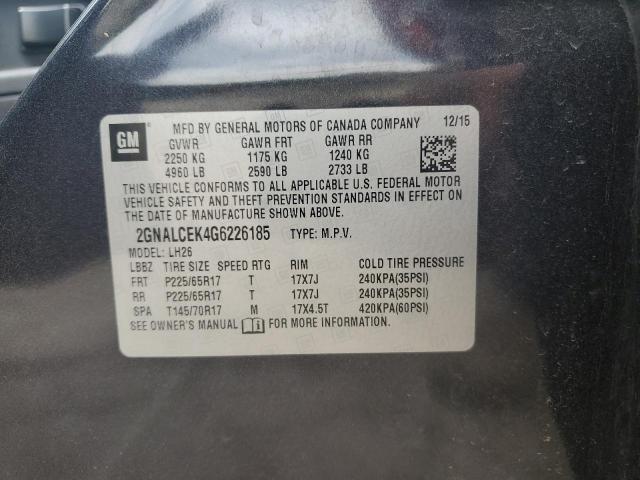 GM
MFD BY GENERAL MOTORS OF CANADA COMPANY 12/15
GVWR GAWR FRT GAWR RR
2250 KG 1175 KG 1240 KG
4960 LB 2590 LB 2733 LB
THIS VEHICLE CONFORMS TO ALL APPLICABLE U.S. FEDERAL MOTOR
VEHICLE SAFETY AND THEFT PREVENTION STANDARDS IN EFFECT ON
THE DATE OF MANUFACTURE SHOWN ABOVE.
2GNALCEK4G6226185 TYPE: M.P.V.
MODEL: LH26
LBBZ TIRE SIZE SPEED RTG RIM COLD TIRE PRESSURE
FRT P225/65R17 T 17X7J 240KPA(35PSI)
RR P225/65R17 T 17X7J 240KPA(35PSI)
SPA T145/70R17 M 17X4.5T 420KPA(60PSI)
SEE OWNER'S MANUAL FOR MORE INFORMATION.